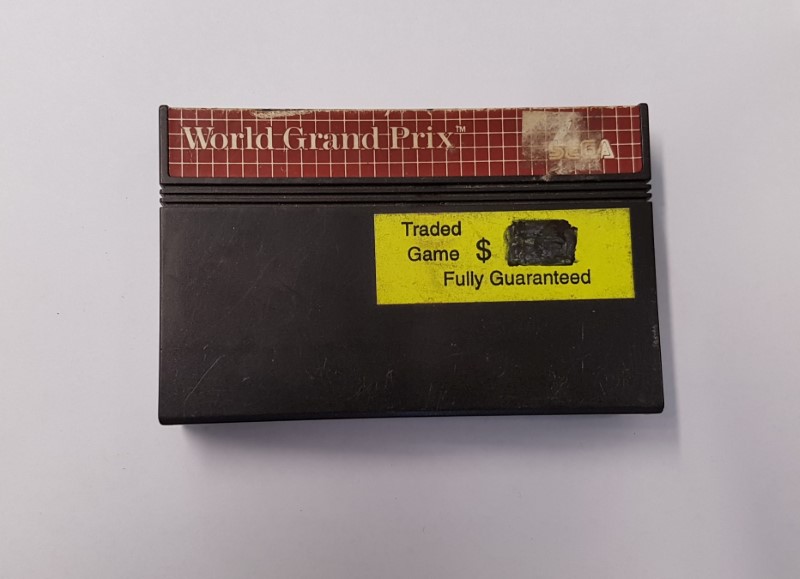 World Grand Prix™
SEGA
Traded
Game $
Fully Guaranteed